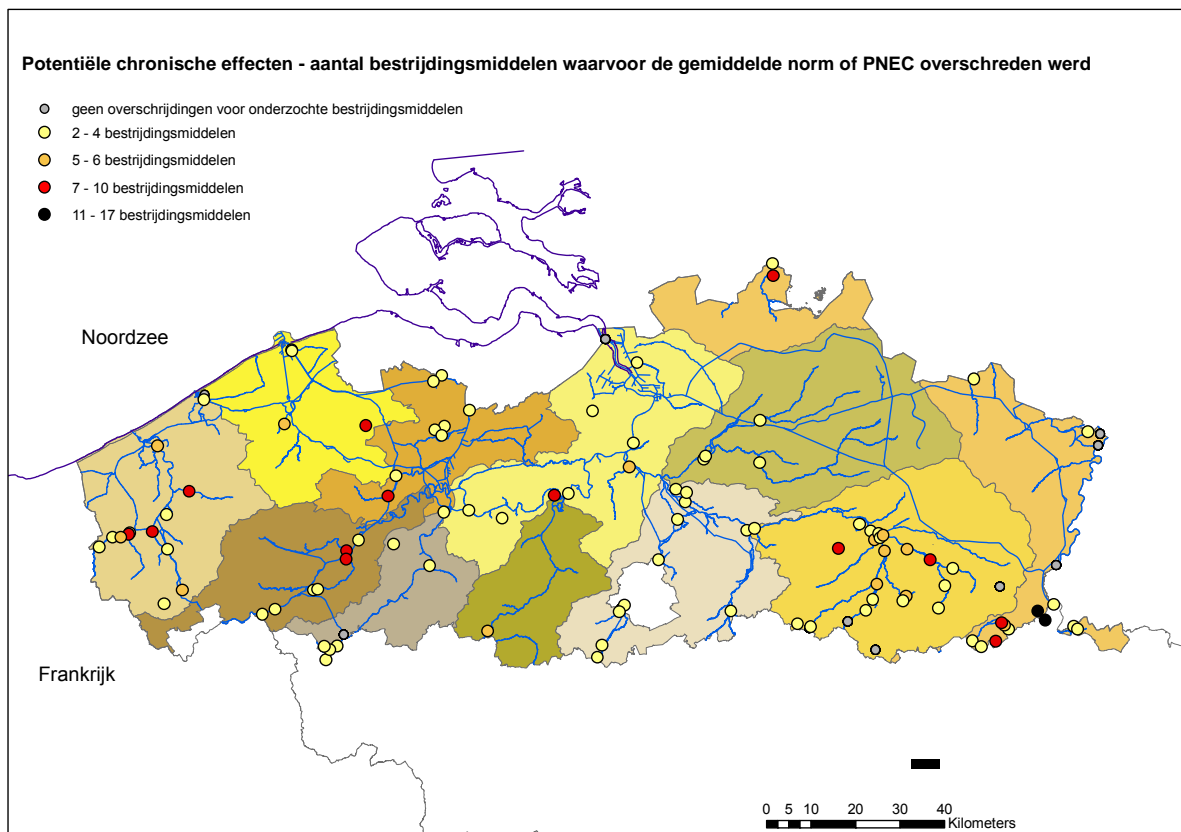 Potentiële chronische effecten - aantal bestrijdingsmiddelen waarvoor de gemiddelde norm of PNEC overschreden werd
geen overschrijdingen voor onderzochte bestrijdingsmiddelen
2 - 4 bestrijdingsmiddelen
5 - 6 bestrijdingsmiddelen
7 - 10 bestrijdingsmiddelen
11 - 17 bestrijdingsmiddelen
Noordzee
Frankrijk
0 5 10 20 30 40
Kilometers